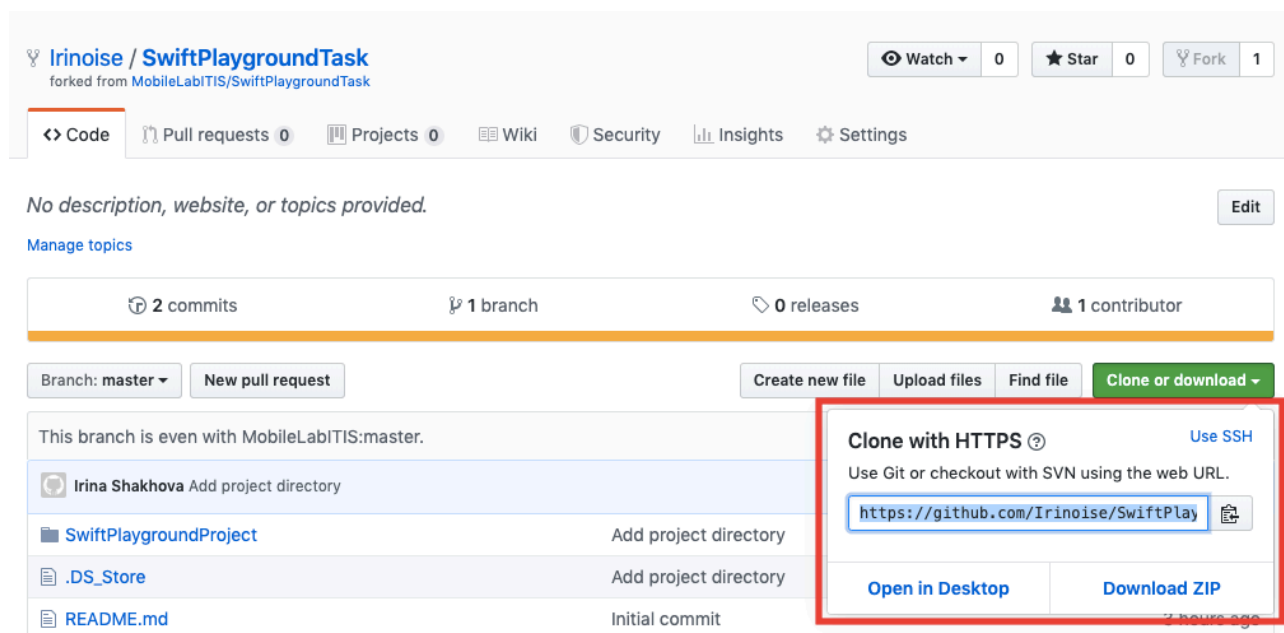 Irinoise / SwiftPlaygroundTask
forked from MobileLabITIS/SwiftPlaygroundTask
Watch 0 Star 0 Fork 1
Code Pull requests 0 Projects 0 Wiki Security Insights Settings
No description, website, or topics provided.
Edit
Manage topics
2 commits 1 branch 0 releases 1 contributor
Branch: master New pull request Create new file Upload files Find file Clone or download
This branch is even with MobileLabITIS:master.
Irina Shakhova Add project directory
SwiftPlaygroundProject Add project directory
.DS_Store Add project directory
README.md Initial commit 3 hours ago
Clone with HTTPS Use SSH
Use Git or checkout with SVN using the web URL.
https://github.com/Irinoise/SwiftPlay
Open in Desktop Download ZIP